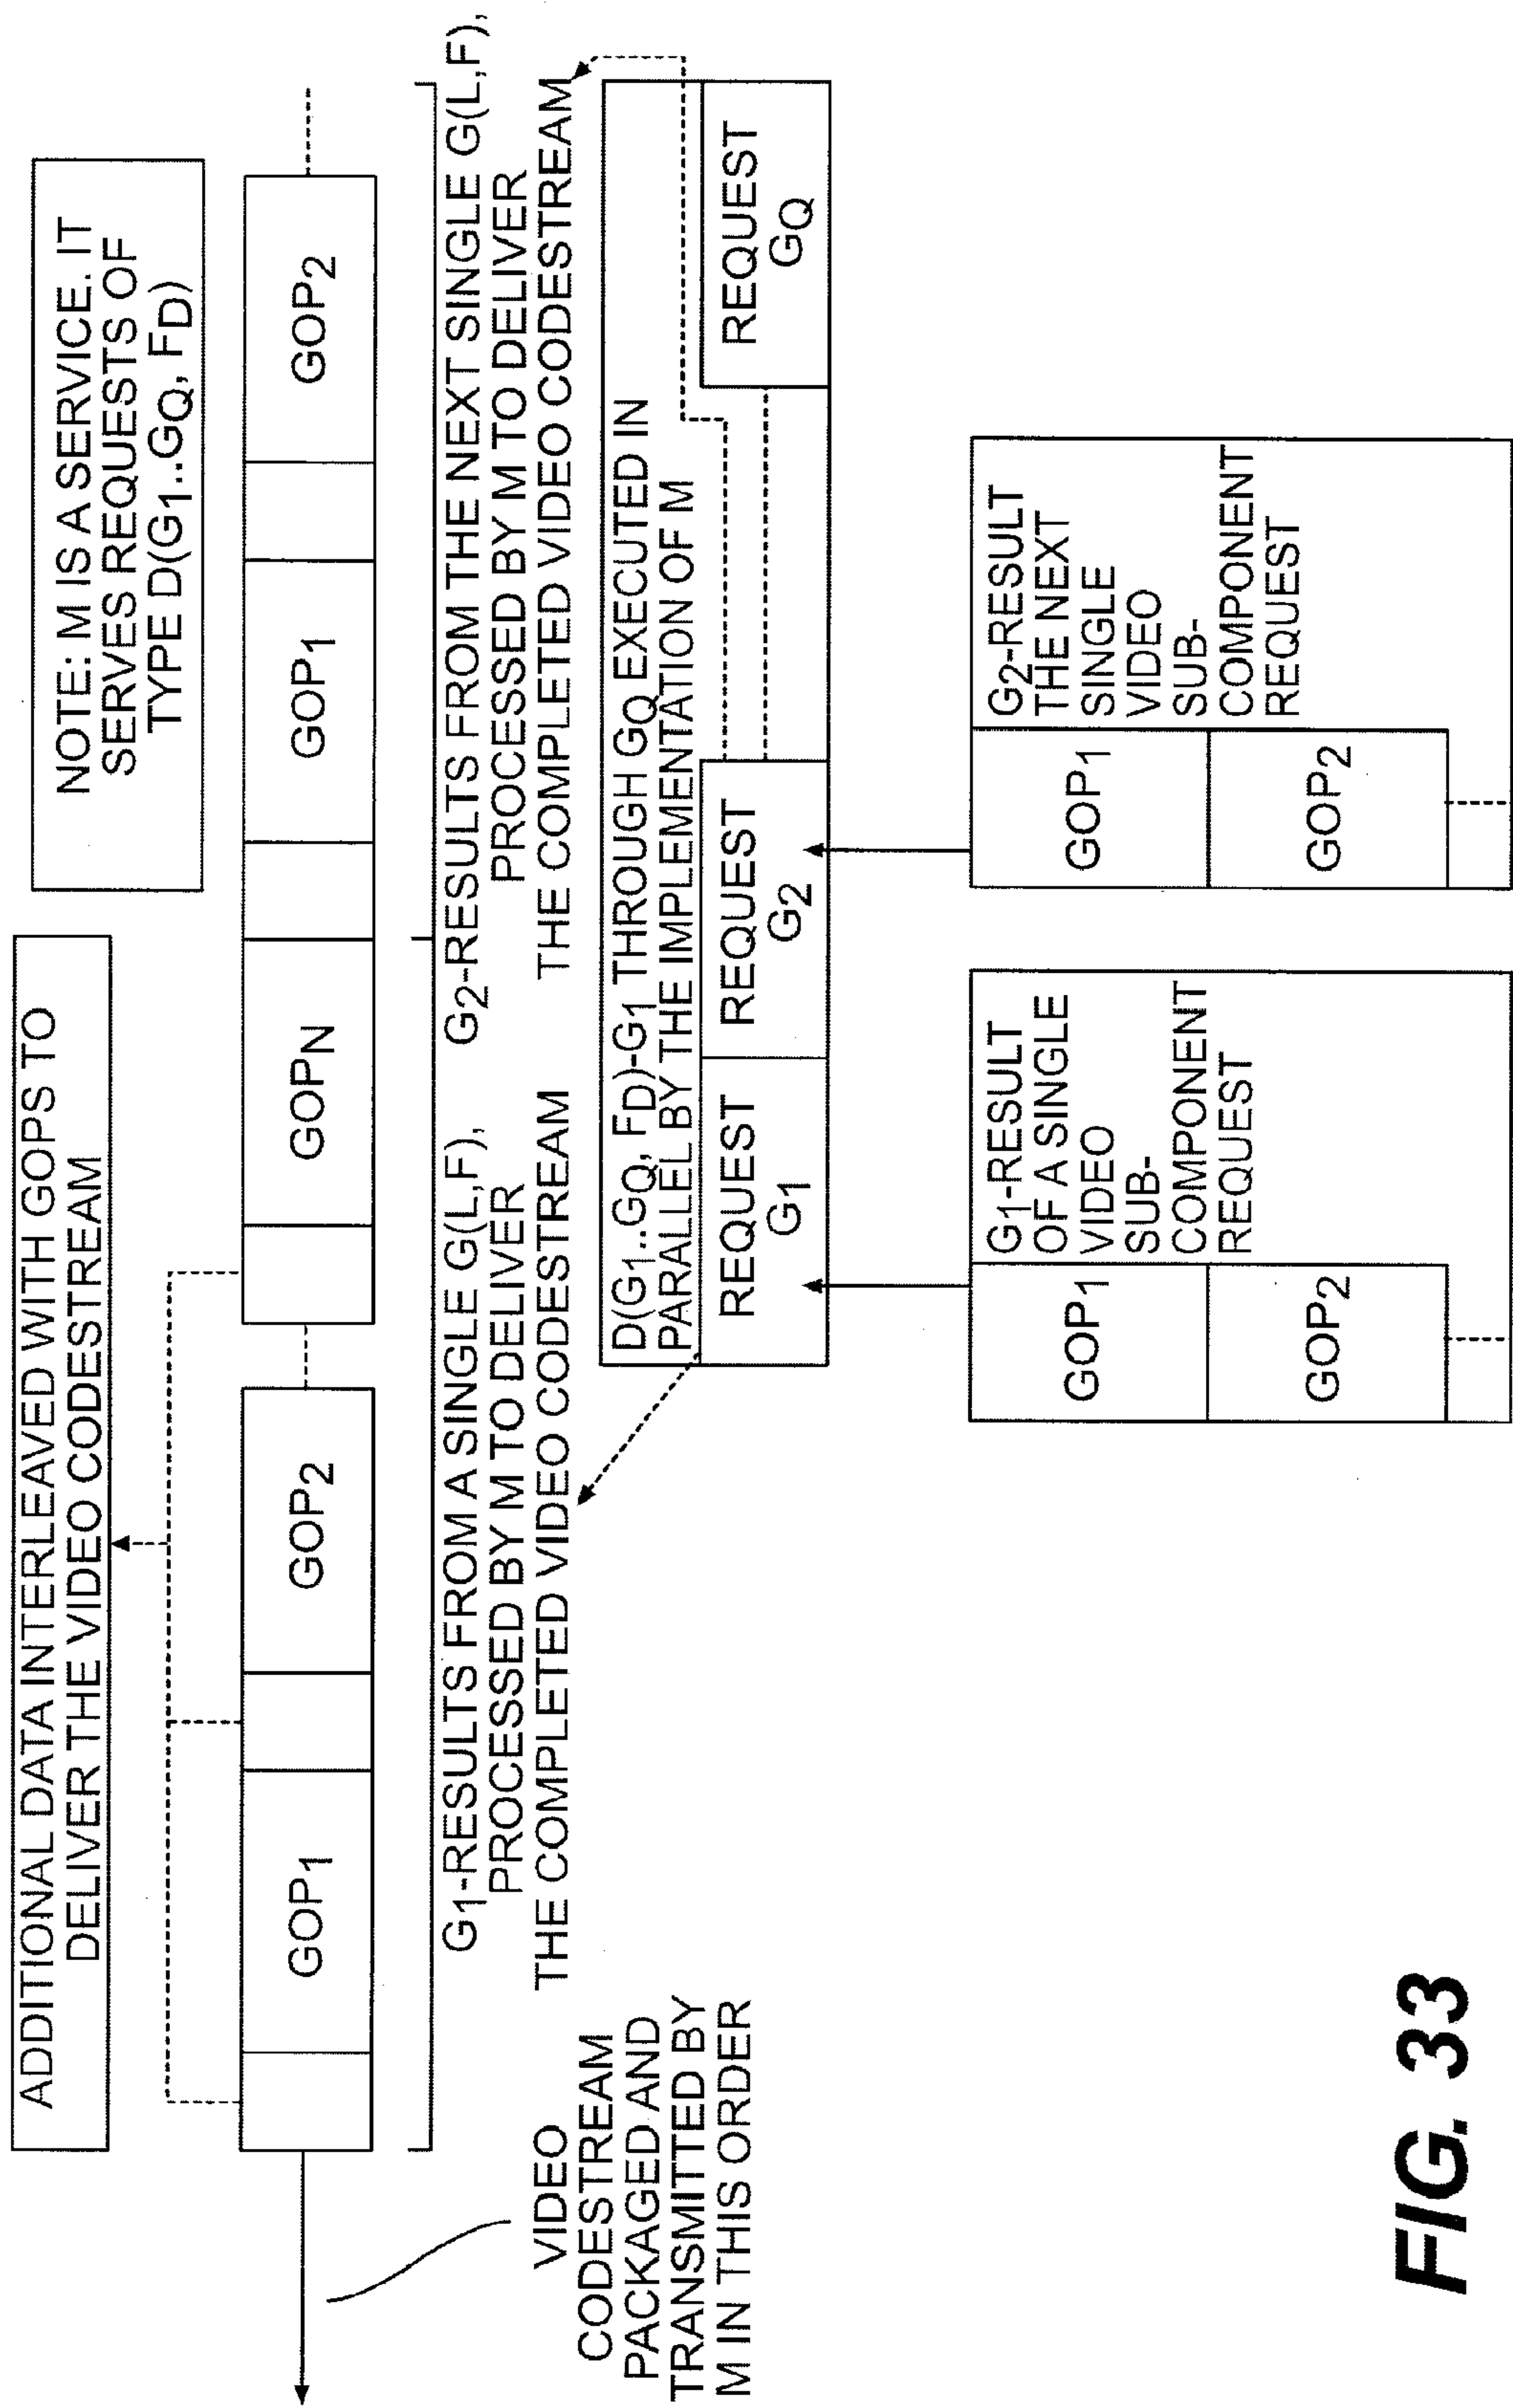 ADDITIONAL DATA INTERLEAVED WITH GOPS TO
DELIVER THE VIDEO CODESTREAM
NOTE: M IS A SERVICE. IT
SERVES REQUESTS OF
TYPE D(G1..GQ, FD)
GOP1
GOP2
GOPN
GOP1
GOP2
G1-RESULTS FROM A SINGLE G(L,F),
PROCESSED BY M TO DELIVER
THE COMPLETED VIDEO CODESTREAM
G2-RESULTS FROM THE NEXT SINGLE G(L,F),
PROCESSED BY M TO DELIVER
THE COMPLETED VIDEO CODESTREAM
VIDEO
CODESTREAM
PACKAGED AND
TRANSMITTED BY
M IN THIS ORDER
D(G1..GQ, FD)-G1 THROUGH GQ EXECUTED IN
PARALLEL BY THE IMPLEMENTATION OF M
REQUEST
G1
REQUEST
G2
REQUEST
GQ
GOP1
GOP2
G1-RESULT
OF A SINGLE
VIDEO
SUB-
COMPONENT
REQUEST
GOP1
GOP2
G2-RESULT
THE NEXT
SINGLE
VIDEO
SUB-
COMPONENT
REQUEST
FIG. 33